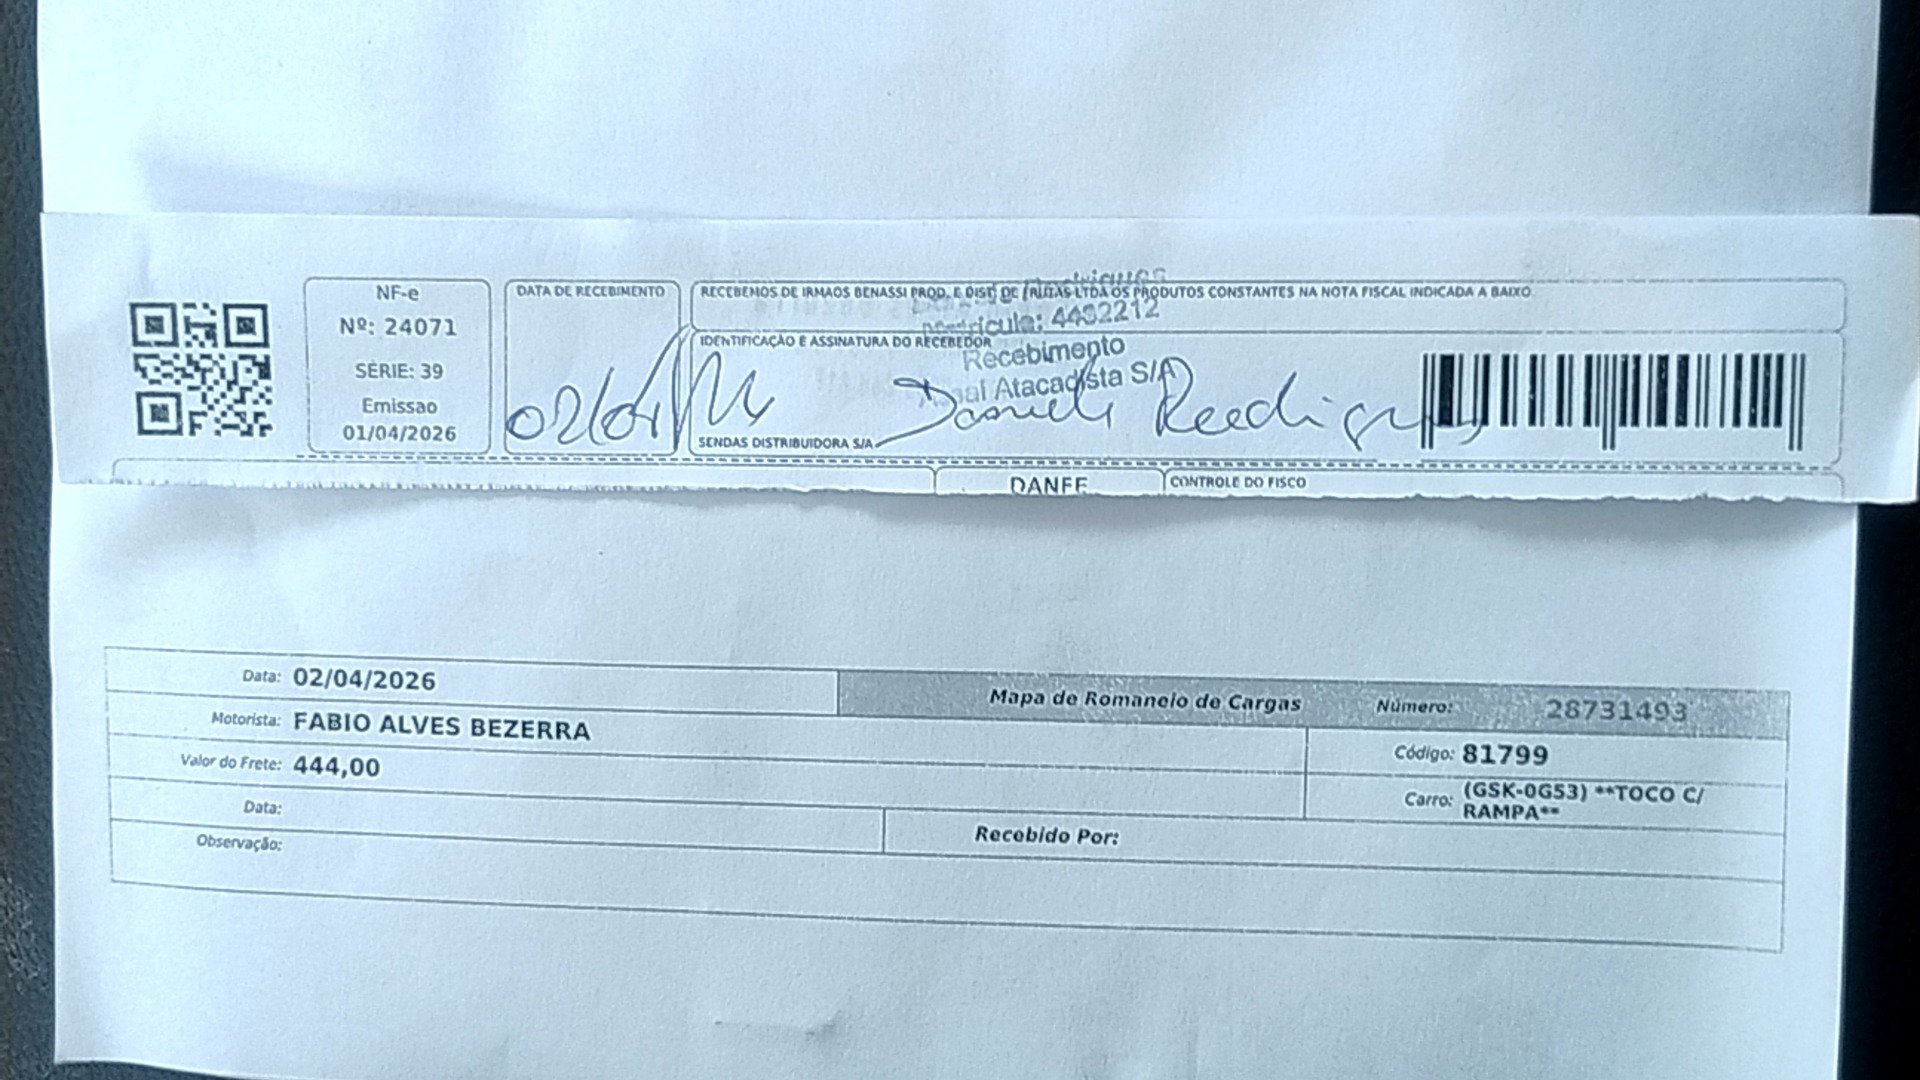 NF-e
Nº: 24071
SÉRIE: 39
Emissao
01/04/2026
DATA DE RECEBIMENTO
02/04/
RECEBEMOS DE IRMAOS BENASSI PROD. E DIST. DE FRUTAS LTDA OS PRODUTOS CONSTANTES NA NOTA FISCAL INDICADA A BAIXO
Matrícula: 4432212
IDENTIFICAÇÃO E ASSINATURA DO RECEBEDOR
Recebimento
Atacadista S/A
SENDAS DISTRIBUIDORA S/A
DANFE
CONTROLE DO FISCO
Data: 02/04/2026
Mapa de Romaneio de Cargas Número: 28731493
Motorista: FABIO ALVES BEZERRA
Código: 81799
Valor do Frete: 444,00
Carro: (GSK-0G53) **TOCO C/
RAMPA**
Data:
Recebido Por:
Observação: